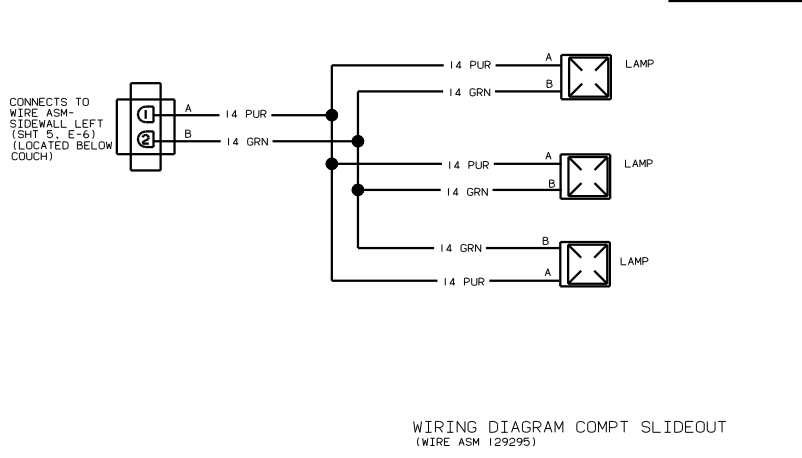 CONNECTS TO
WIRE ASM-
SIDEWALL LEFT
(SHT 5, E-6)
(LOCATED BELOW
COUCH)
1
2
A
14 PUR
B
14 GRN
14 PUR
A
LAMP
14 GRN
B
14 PUR
A
LAMP
14 GRN
B
14 GRN
B
LAMP
14 PUR
A
WIRING DIAGRAM COMPT SLIDEOUT
(WIRE ASM 129295)